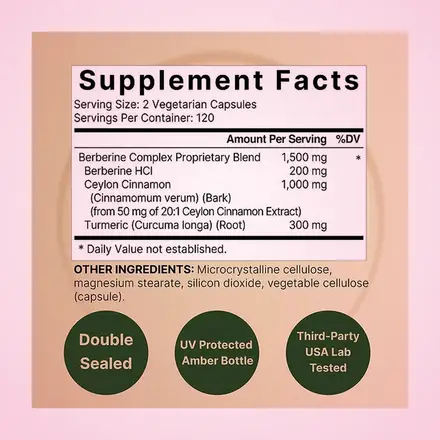 Supplement Facts
Serving Size: 2 Vegetarian Capsules
Servings Per Container: 120
Amount Per Serving %DV
Berberine Complex Proprietary Blend 1,500 mg *
Berberine HCl 200 mg
Ceylon Cinnamon 1,000 mg
(Cinnamomum verum) (Bark)
(from 50 mg of 20:1 Ceylon Cinnamon Extract)
Turmeric (Curcuma longa) (Root) 300 mg
* Daily Value not established.
OTHER INGREDIENTS: Microcrystalline cellulose,
magnesium stearate, silicon dioxide, vegetable cellulose
(capsule).
Double
Sealed
UV Protected
Amber Bottle
Third-Party
USA Lab
Tested